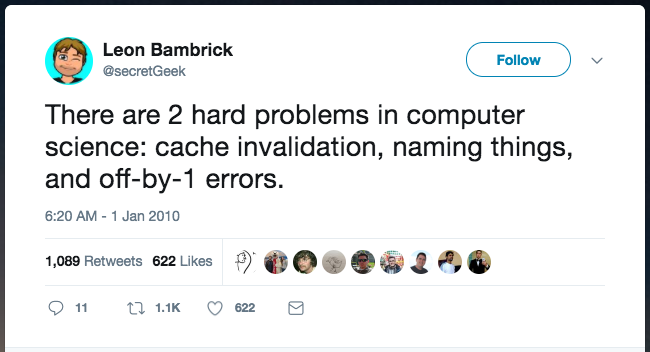 Leon Bambrick
@secretGeek
Follow
There are 2 hard problems in computer
science: cache invalidation, naming things,
and off-by-1 errors.
6:20 AM - 1 Jan 2010
1,089 Retweets 622 Likes
11 1.1K 622